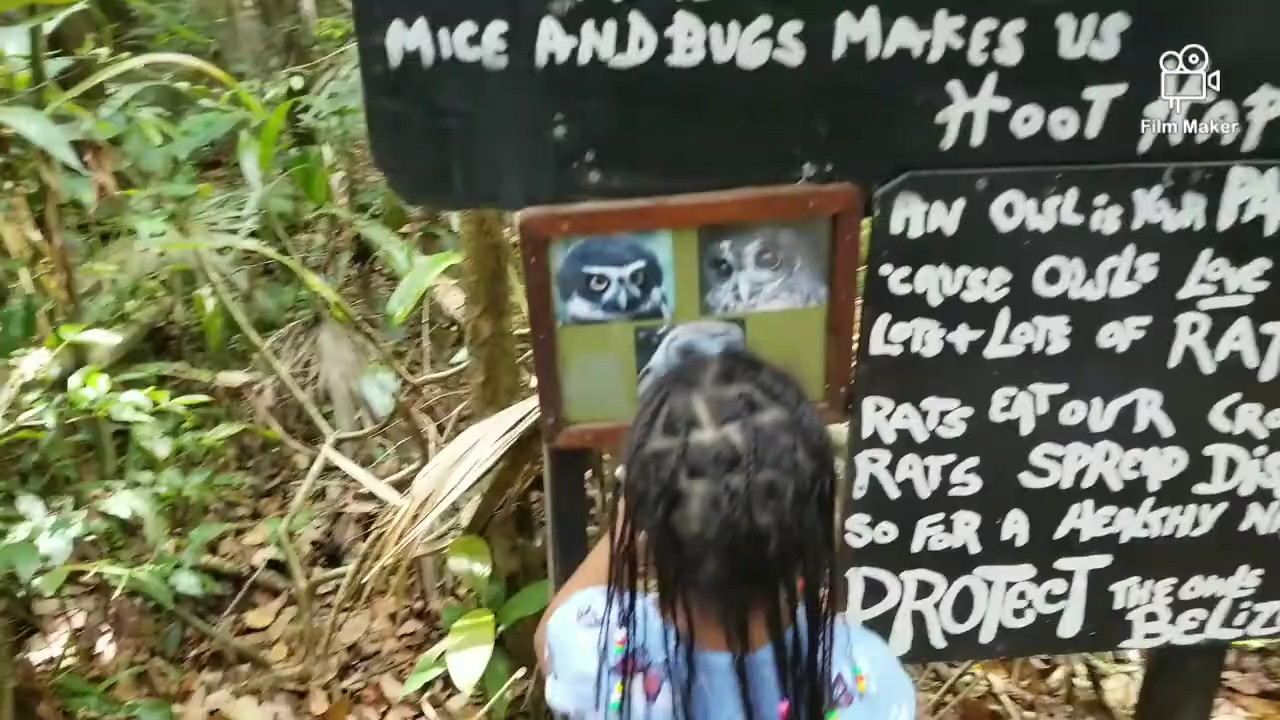 MICE AND BUGS MAKES US
HOOT
Film Maker
AN OWL is YOUR
'cause OWLS LOVE
LOTS + LOTS OF
RATS EAT OUR
RATS SPREAD
SO FOR A HEALTHY
PROTECT THE OWLS